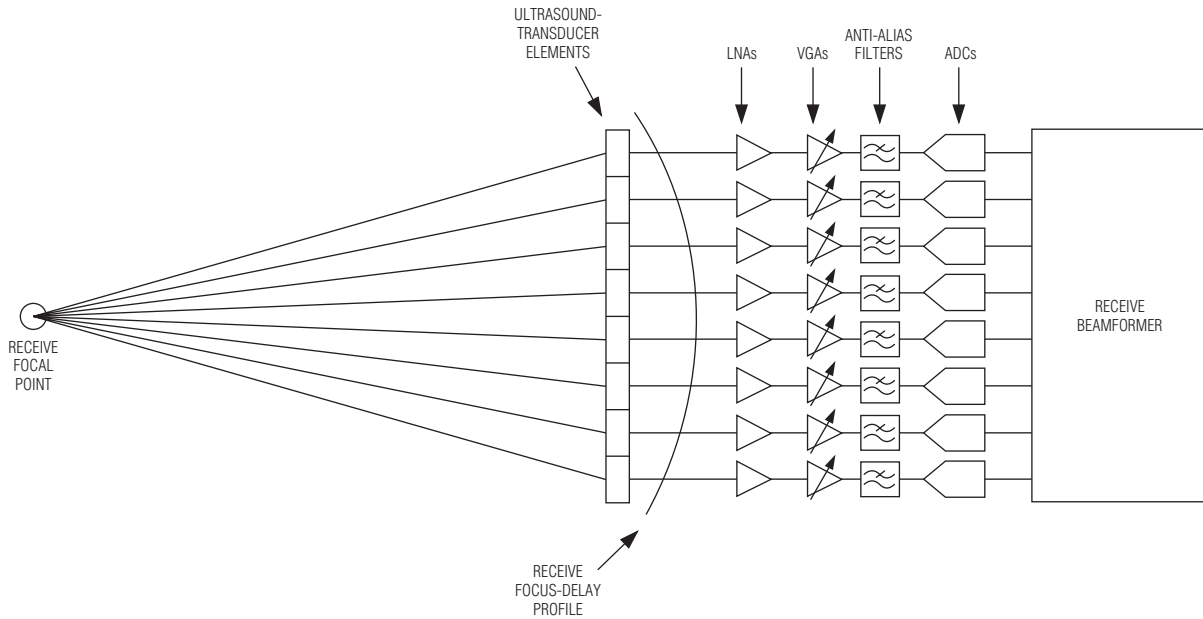 ULTRASOUND-
TRANSDUCER
ELEMENTS
LNAs
VGAs
ANTI-ALIAS
FILTERS
ADCs
RECEIVE
FOCAL
POINT
RECEIVE
BEAMFORMER
RECEIVE
FOCUS-DELAY
PROFILE